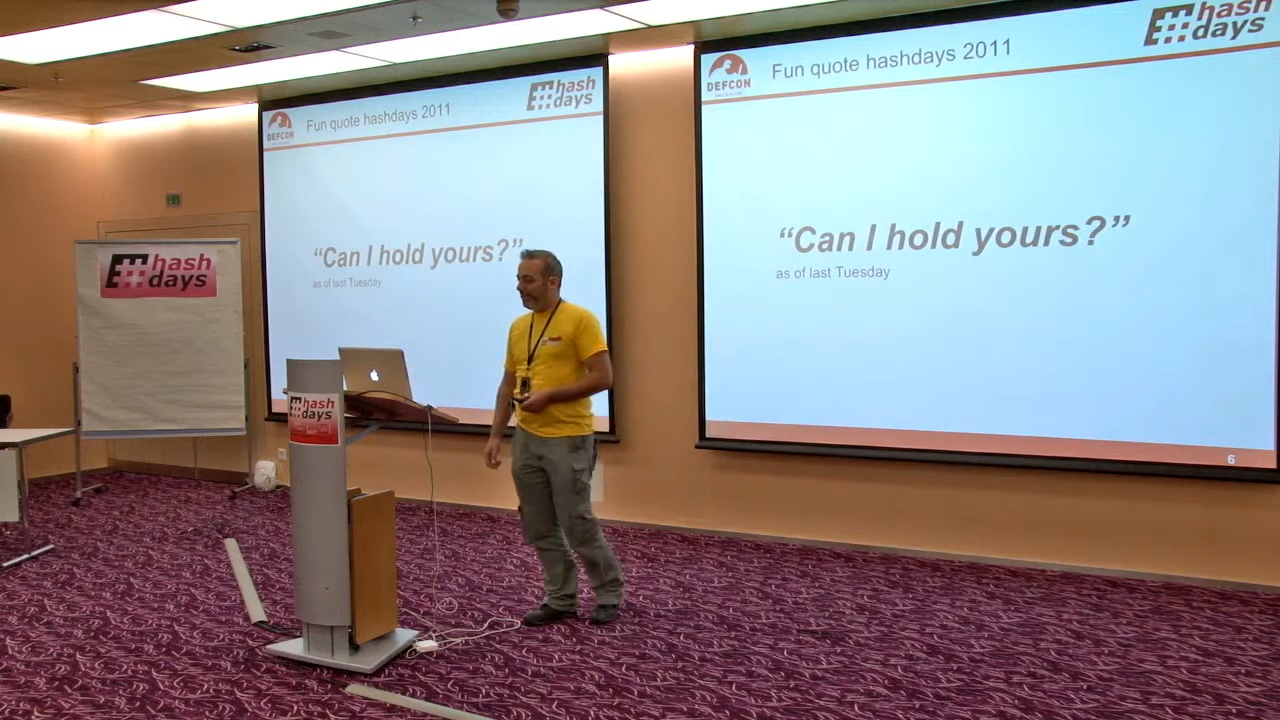 hash
days
DEFCON
Fun quote hashdays 2011
hash
days
“Can I hold yours?”
as of last Tuesday
DEFCON
SWITZERLAND
Fun quote hashdays 2011
hash
days
“Can I hold yours?”
as of last Tuesday
6
hash
days